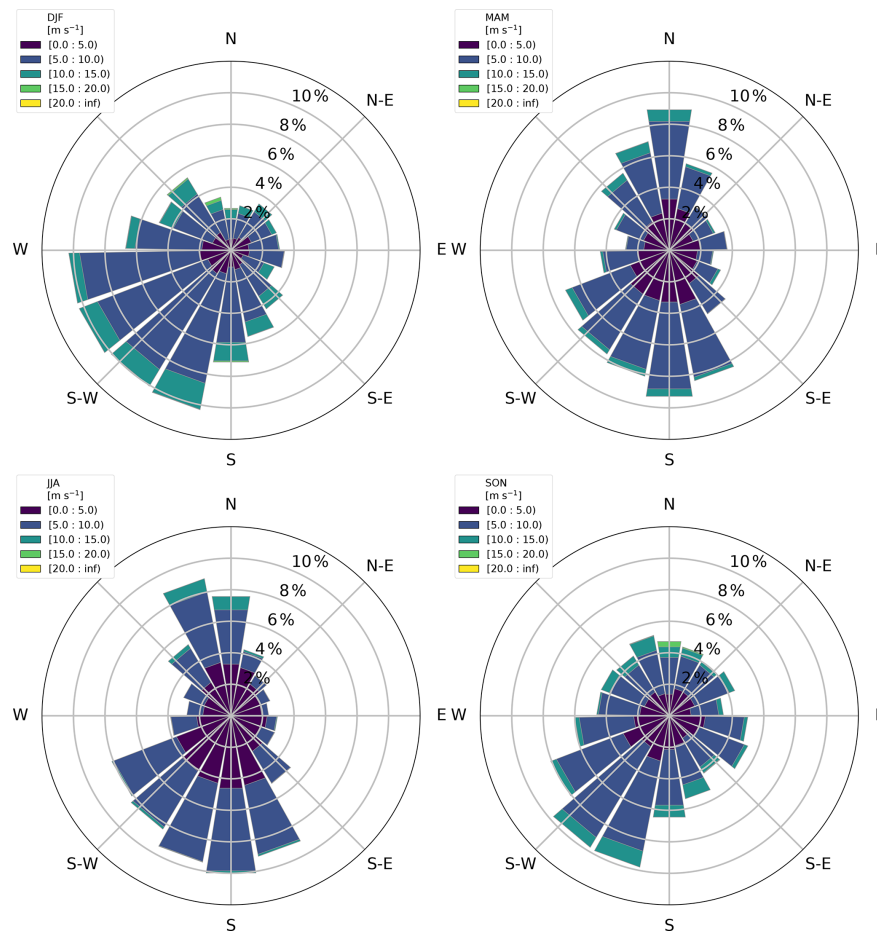 DJF
[m s⁻¹]
[0.0 : 5.0)
[5.0 : 10.0)
[10.0 : 15.0)
[15.0 : 20.0)
[20.0 : inf)
N
N-E
E
S-E
S
S-W
W
2%
4%
6%
8%
10%
MAM
[m s⁻¹]
[0.0 : 5.0)
[5.0 : 10.0)
[10.0 : 15.0)
[15.0 : 20.0)
[20.0 : inf)
N
N-E
S-E
S
S-W
W
2%
4%
6%
8%
10%
JJA
[m s⁻¹]
[0.0 : 5.0)
[5.0 : 10.0)
[10.0 : 15.0)
[15.0 : 20.0)
[20.0 : inf)
N
N-E
E
S-E
S
S-W
W
2%
4%
6%
8%
10%
SON
[m s⁻¹]
[0.0 : 5.0)
[5.0 : 10.0)
[10.0 : 15.0)
[15.0 : 20.0)
[20.0 : inf)
N
N-E
S-E
S
S-W
W
2%
4%
6%
8%
10%